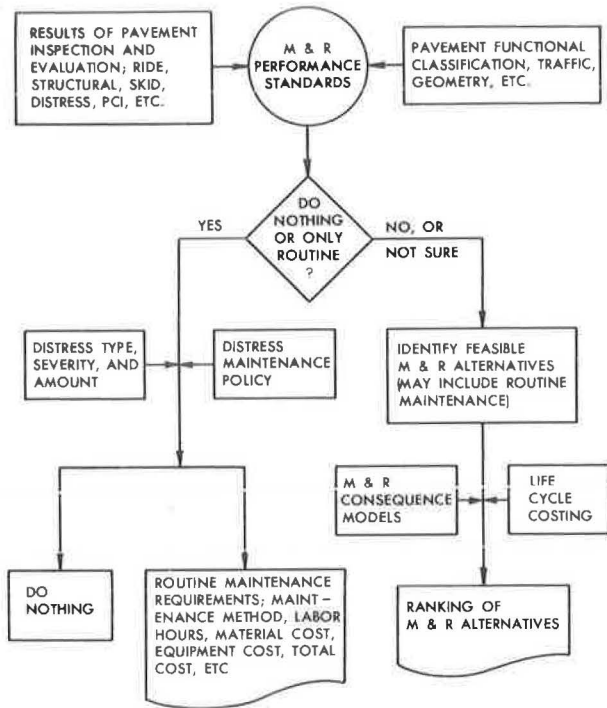 RESULTS OF PAVEMENT
INSPECTION AND
EVALUATION; RIDE,
STRUCTURAL, SKID,
DISTRESS, PCI, ETC.
M & R
PERFORMANCE
STANDARDS
PAVEMENT FUNCTIONAL
CLASSIFICATION, TRAFFIC,
GEOMETRY, ETC.
DO
NOTHING
OR ONLY
ROUTINE
?
YES
NO, OR
NOT SURE
DISTRESS TYPE,
SEVERITY, AND
AMOUNT
DISTRESS
MAINTENANCE
POLICY
IDENTIFY FEASIBLE
M & R ALTERNATIVES
(MAY INCLUDE ROUTINE
MAINTENANCE)
M & R
CONSEQUENCE
MODELS
LIFE
CYCLE
COSTING
DO
NOTHING
ROUTINE MAINTENANCE
REQUIREMENTS; MAINT-
ENANCE METHOD, LABOR
HOURS, MATERIAL COST,
EQUIPMENT COST, TOTAL
COST, ETC
RANKING OF
M & R ALTERNATIVES